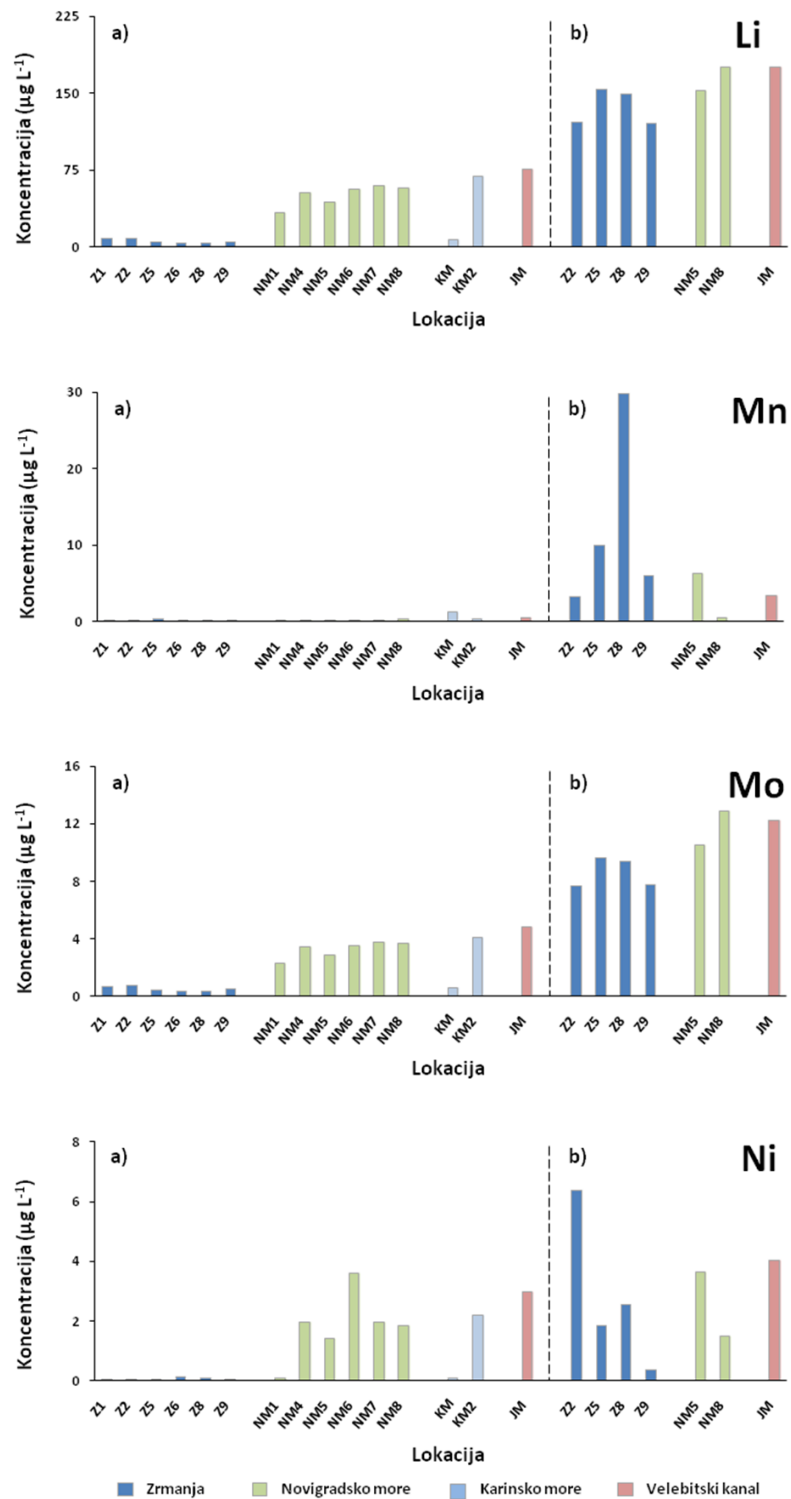 225
150
75
0
Koncentracija (µg L-1)
a)
b)
Li
Z1 Z2 Z5 Z6 Z8 Z9 NM1 NM4 NM5 NM6 NM7 NM8 KM KM2 JM Z2 Z5 Z8 Z9 NM5 NM8 JM
Lokacija
30
20
10
0
Koncentracija (µg L-1)
a)
b)
Mn
Z1 Z2 Z5 Z6 Z8 Z9 NM1 NM4 NM5 NM6 NM7 NM8 KM KM2 JM Z2 Z5 Z8 Z9 NM5 NM8 JM
Lokacija
16
12
8
4
0
Koncentracija (µg L-1)
a)
b)
Mo
Z1 Z2 Z5 Z6 Z8 Z9 NM1 NM4 NM5 NM6 NM7 NM8 KM KM2 JM Z2 Z5 Z8 Z9 NM5 NM8 JM
Lokacija
8
6
4
2
0
Koncentracija (µg L-1)
a)
b)
Ni
Z1 Z2 Z5 Z6 Z8 Z9 NM1 NM4 NM5 NM6 NM7 NM8 KM KM2 JM Z2 Z5 Z8 Z9 NM5 NM8 JM
Lokacija
Zrmanja Novigradsko more Karinsko more Velebitski kanal